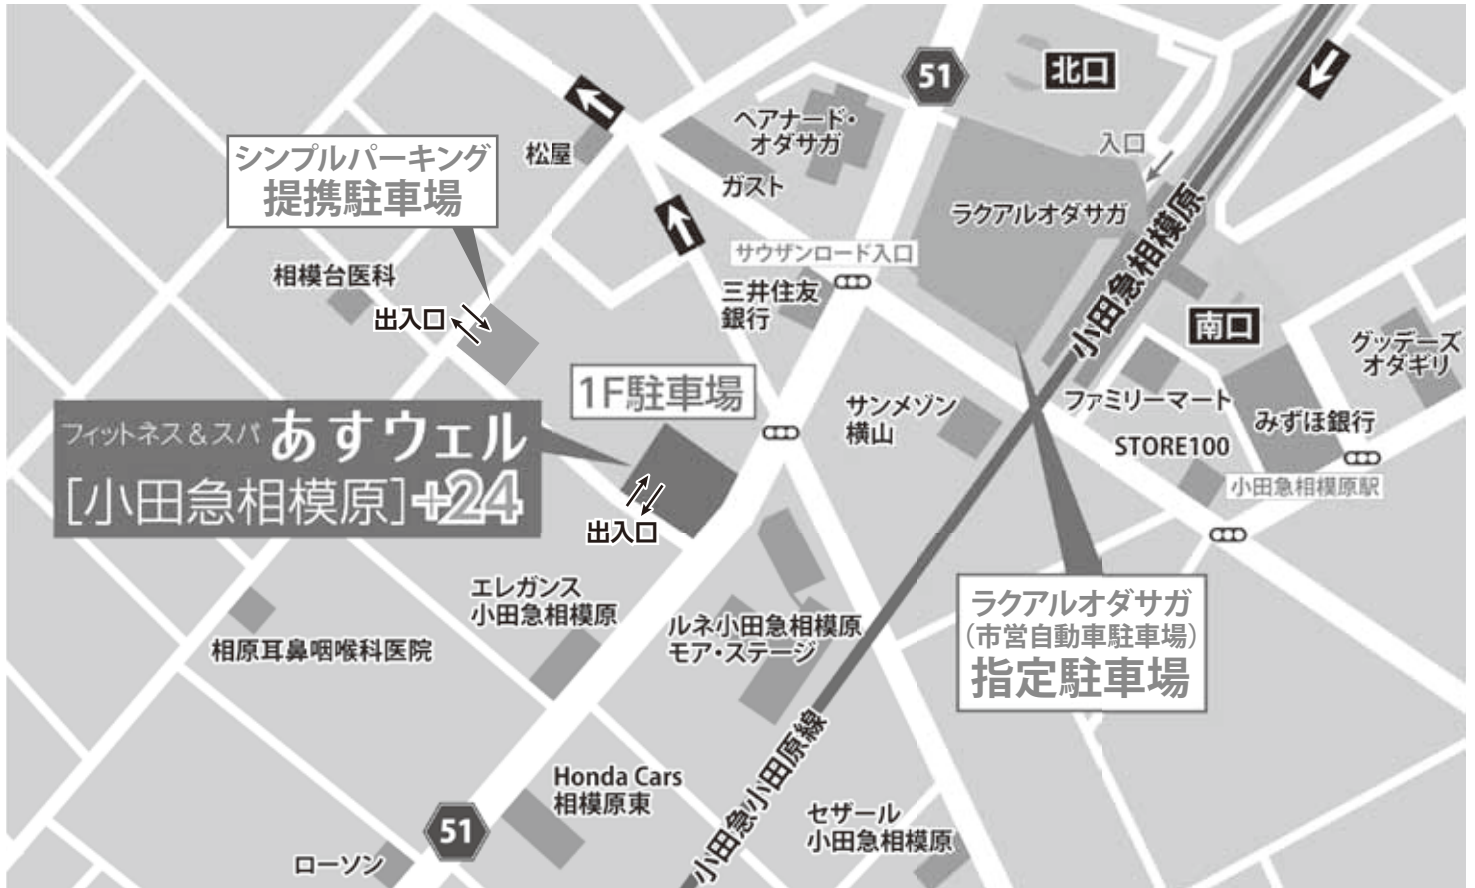 51
北口
ペアナード・
オダサガ
入口
松屋
シンプルパーキング
提携駐車場
ガスト
ラクアルオダサガ
小田急相模原
サウザンロード入口
相模台医科
三井住友
銀行
出入口
南口
グッデーズ
オダギリ
1F駐車場
サンメゾン
横山
ファミリーマート
みずほ銀行
STORE100
フィットネス&スパ あすウェル
[小田急相模原]+24
小田急相模原駅
出入口
エレガンス
小田急相模原
ルネ小田急相模原
モア・ステージ
ラクアルオダサガ
(市営自動車駐車場)
指定駐車場
相原耳鼻咽喉科医院
小田急小田原線
Honda Cars
相模原東
セザール
小田急相模原
51
ローソン